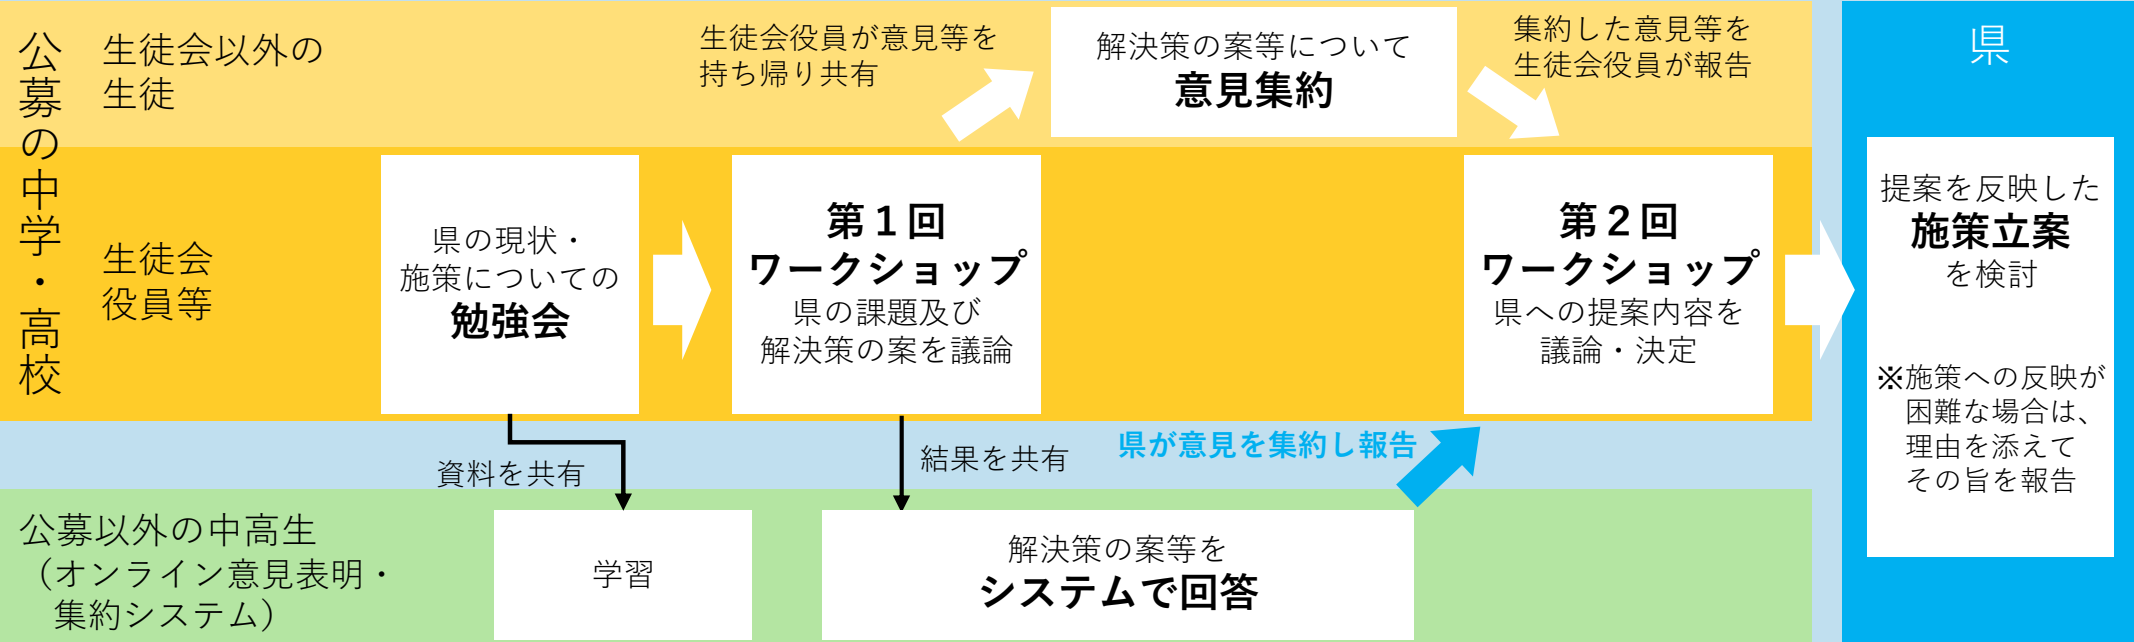 公募の中学・高校
生徒会以外の
生徒
生徒会役員が意見等を
持ち帰り共有
解決策の案等について
意見集約
集約した意見等を
生徒会役員が報告
生徒会
役員等
県の現状・
施策についての
勉強会
第1回
ワークショップ
県の課題及び
解決策の案を議論
第2回
ワークショップ
県への提案内容を
議論・決定
資料を共有
結果を共有
県が意見を集約し報告
公募以外の中高生
（オンライン意見表明・
集約システム）
学習
解決策の案等を
システムで回答
県
提案を反映した
施策立案
を検討
※施策への反映が
困難な場合は、
理由を添えて
その旨を報告